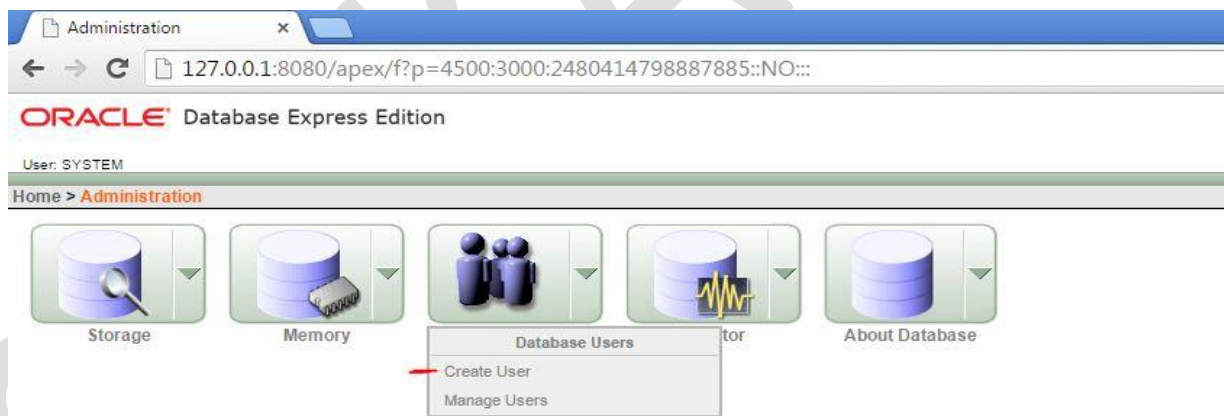 Administration ×
127.0.0.1:8080/apex/f?p=4500:3000:2480414798887885::NO:::
ORACLE® Database Express Edition
User: SYSTEM
Home > Administration
Storage
Memory
tor
About Database
Database Users
Create User
Manage Users